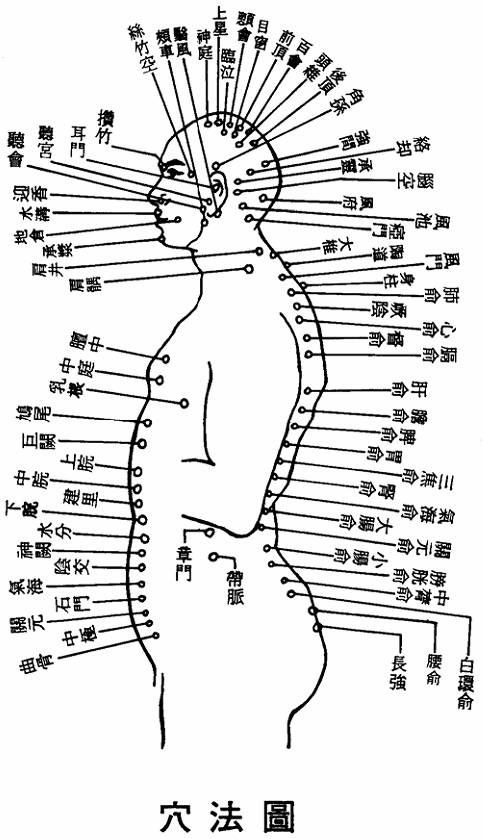 絲竹空
頰車
醫風
神庭
上星
臨泣
顖會
目窗
前頂
百會
頭維
後頂
角孫
強間
絡却
承靈
腦空
風府
風池
瘂門
大椎
陶道
風門
身柱
肺俞
厥陰
心俞
督俞
膈俞
肝俞
膽俞
脾俞
胃俞
三焦俞
腎俞
氣海俞
大腸俞
關元俞
小腸俞
膀胱俞
中膂俞
白環俞
腰俞
長強
攢竹
耳門
聽宮
聽會
迎香
水溝
地倉
承漿
肩井
肩髃
膻中
中庭
乳根
鳩尾
巨闕
上脘
中脘
建里
下脘
水分
神闕
陰交
氣海
石門
關元
中極
曲骨
章門
帶脈
穴法圖